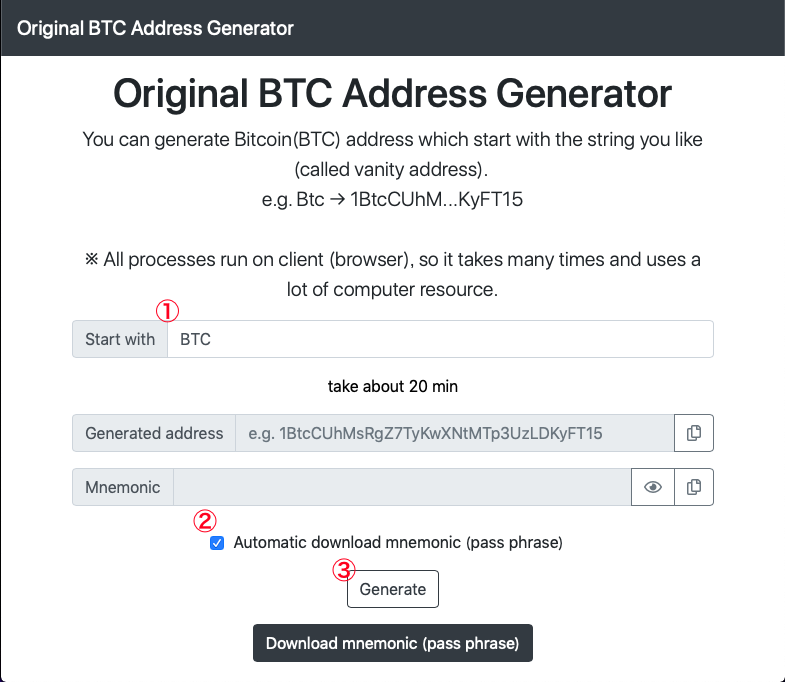 Original BTC Address Generator
Original BTC Address Generator
You can generate Bitcoin(BTC) address which start with the string you like
(called vanity address).
e.g. Btc → 1BtcCUhM...KyFT15
※ All processes run on client (browser), so it takes many times and uses a
lot of computer resource.
①
Start with BTC
take about 20 min
Generated address e.g. 1BtcCUhMsRgZ7TyKwXNtMTp3UzLDKyFT15
Mnemonic
②
Automatic download mnemonic (pass phrase)
③
Generate
Download mnemonic (pass phrase)